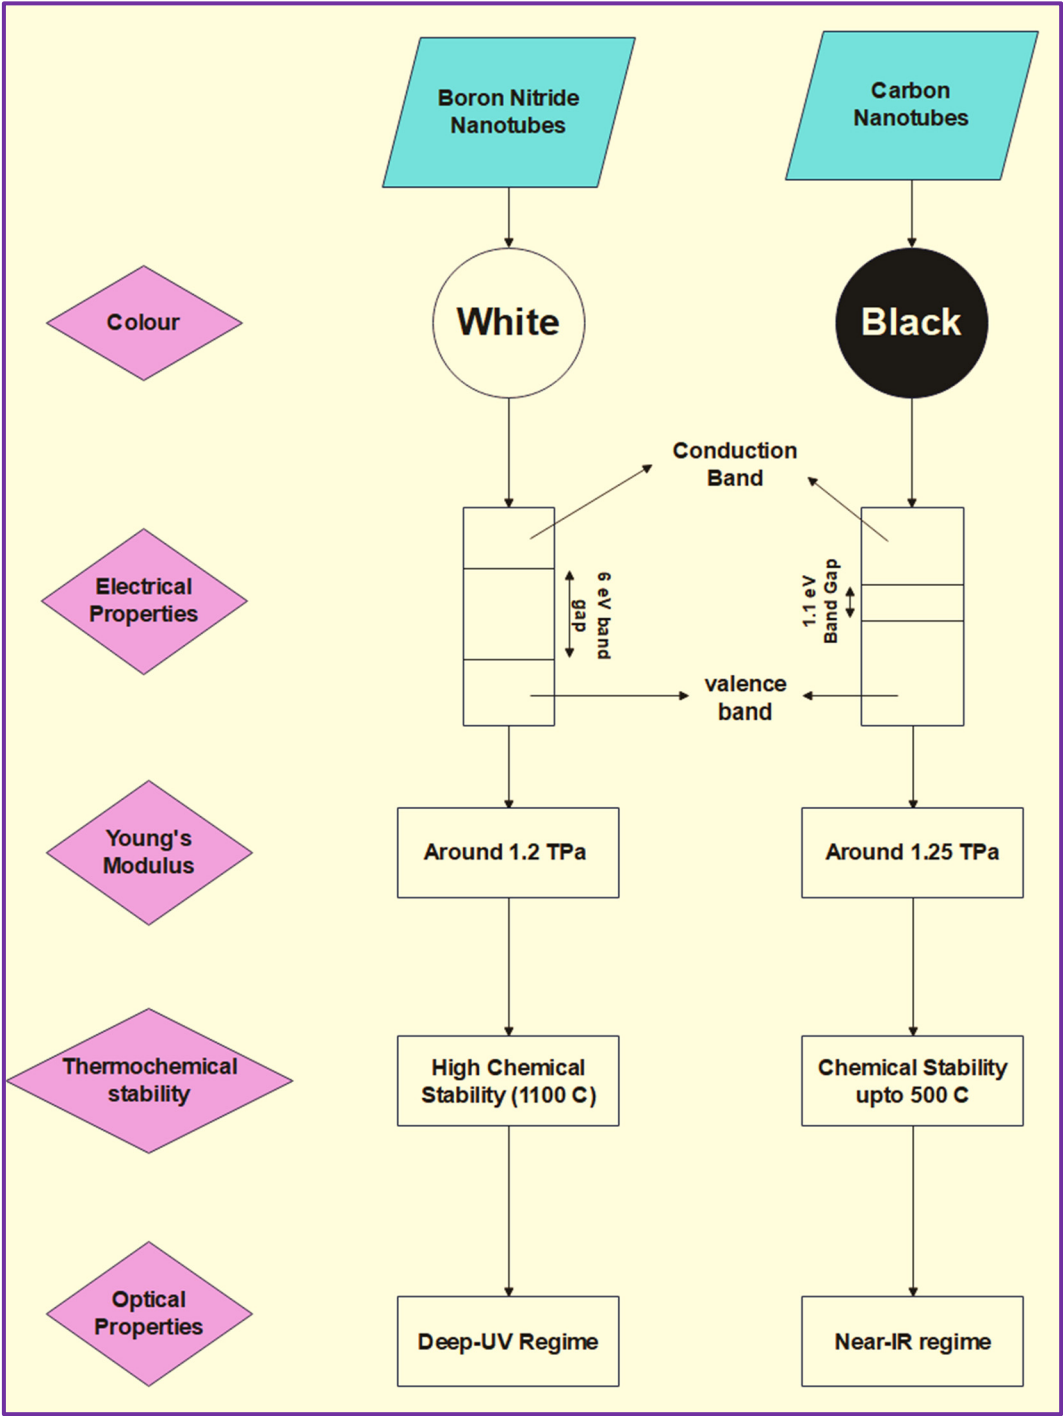 Boron Nitride
Nanotubes
Carbon
Nanotubes
Colour
White
Black
Conduction
Band
Electrical
Properties
6 eV band
gap
1.1 eV
Band Gap
valence
band
Young's
Modulus
Around 1.2 TPa
Around 1.25 TPa
Thermochemical
stability
High Chemical
Stability (1100 C)
Chemical Stability
upto 500 C
Optical
Properties
Deep-UV Regime
Near-IR regime